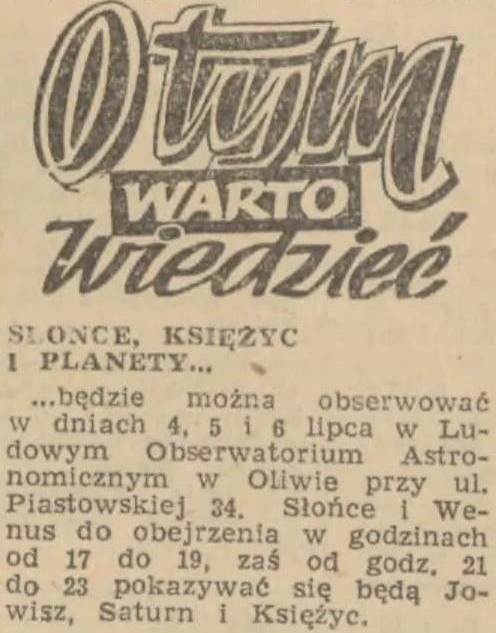 O tym
WARTO
wiedzieć
SŁOŃCE, KSIĘŻYC
I PLANETY...
...będzie można obserwować
w dniach 4, 5 i 6 lipca w Lu-
dowym Obserwatorium Astro-
nomicznym w Oliwie przy ul.
Piastowskiej 34. Słońce i We-
nus do obejrzenia w godzinach
od 17 do 19, zaś od godz. 21
do 23 pokazywać się będą Jo-
wisz, Saturn i Księżyc.